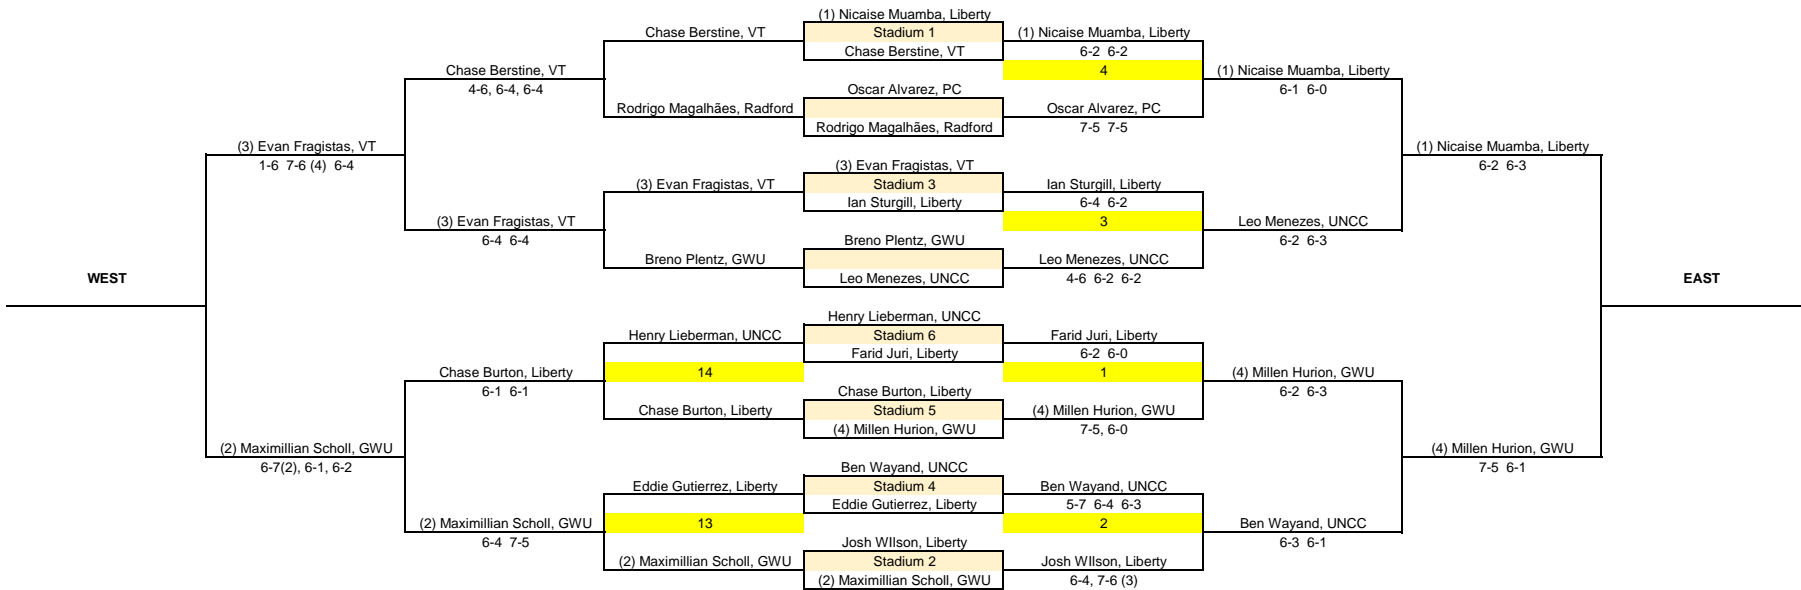 (1) Nicaise Muamba, Liberty
Chase Berstine, VT
Stadium 1
(1) Nicaise Muamba, Liberty
Chase Berstine, VT
6-2 6-2
Chase Berstine, VT
4
(1) Nicaise Muamba, Liberty
4-6, 6-4, 6-4
Oscar Alvarez, PC
6-1 6-0
Rodrigo Magalhães, Radford
Oscar Alvarez, PC
Rodrigo Magalhães, Radford
7-5 7-5
(3) Evan Fragistas, VT
(1) Nicaise Muamba, Liberty
1-6 7-6 (4) 6-4
(3) Evan Fragistas, VT
6-2 6-3
(3) Evan Fragistas, VT
Stadium 3
Ian Sturgill, Liberty
Ian Sturgill, Liberty
6-4 6-2
(3) Evan Fragistas, VT
3
Leo Menezes, UNCC
6-4 6-4
Breno Plentz, GWU
6-2 6-3
Breno Plentz, GWU
Leo Menezes, UNCC
WEST
Leo Menezes, UNCC
4-6 6-2 6-2
EAST
Henry Lieberman, UNCC
Henry Lieberman, UNCC
Stadium 6
Farid Juri, Liberty
Farid Juri, Liberty
6-2 6-0
Chase Burton, Liberty
14
1
(4) Millen Hurion, GWU
6-1 6-1
Chase Burton, Liberty
6-2 6-3
Chase Burton, Liberty
Stadium 5
(4) Millen Hurion, GWU
(4) Millen Hurion, GWU
7-5, 6-0
(2) Maximillian Scholl, GWU
(4) Millen Hurion, GWU
6-7(2), 6-1, 6-2
Ben Wayand, UNCC
7-5 6-1
Eddie Gutierrez, Liberty
Stadium 4
Ben Wayand, UNCC
Eddie Gutierrez, Liberty
5-7 6-4 6-3
(2) Maximillian Scholl, GWU
13
2
Ben Wayand, UNCC
6-4 7-5
Josh WIlson, Liberty
6-3 6-1
(2) Maximillian Scholl, GWU
Stadium 2
Josh WIlson, Liberty
(2) Maximillian Scholl, GWU
6-4, 7-6 (3)